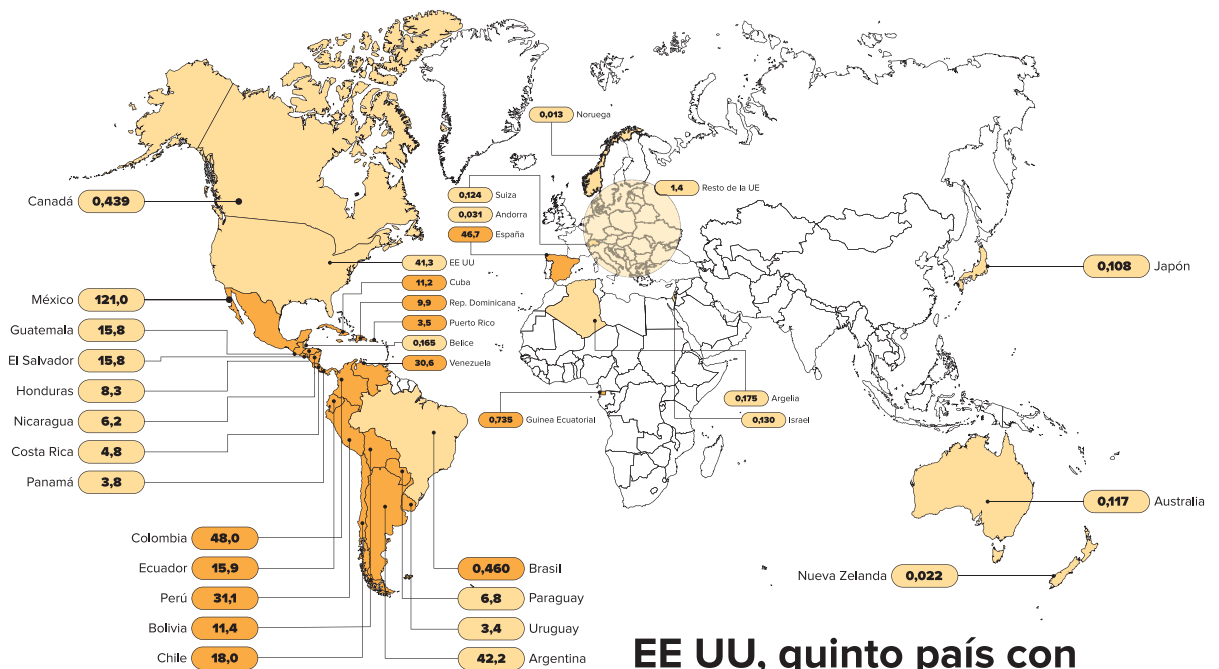 0,013 Noruega
1,4 Resto de la UE
0,124 Suiza
0,031 Andorra
46,7 España
Canadá 0,439
41,3 EE UU
11,2 Cuba
9,9 Rep. Dominicana
3,5 Puerto Rico
0,165 Belice
30,6 Venezuela
0,108 Japón
México 121,0
Guatemala 15,8
El Salvador 15,8
Honduras 8,3
Nicaragua 6,2
Costa Rica 4,8
Panamá 3,8
0,175 Argelia
0,130 Israel
0,735 Guinea Ecuatorial
0,117 Australia
Nueva Zelanda 0,022
Colombia 48,0
Ecuador 15,9
Perú 31,1
Bolivia 11,4
Chile 18,0
0,460 Brasil
6,8 Paraguay
3,4 Uruguay
42,2 Argentina
EE UU, quinto país con